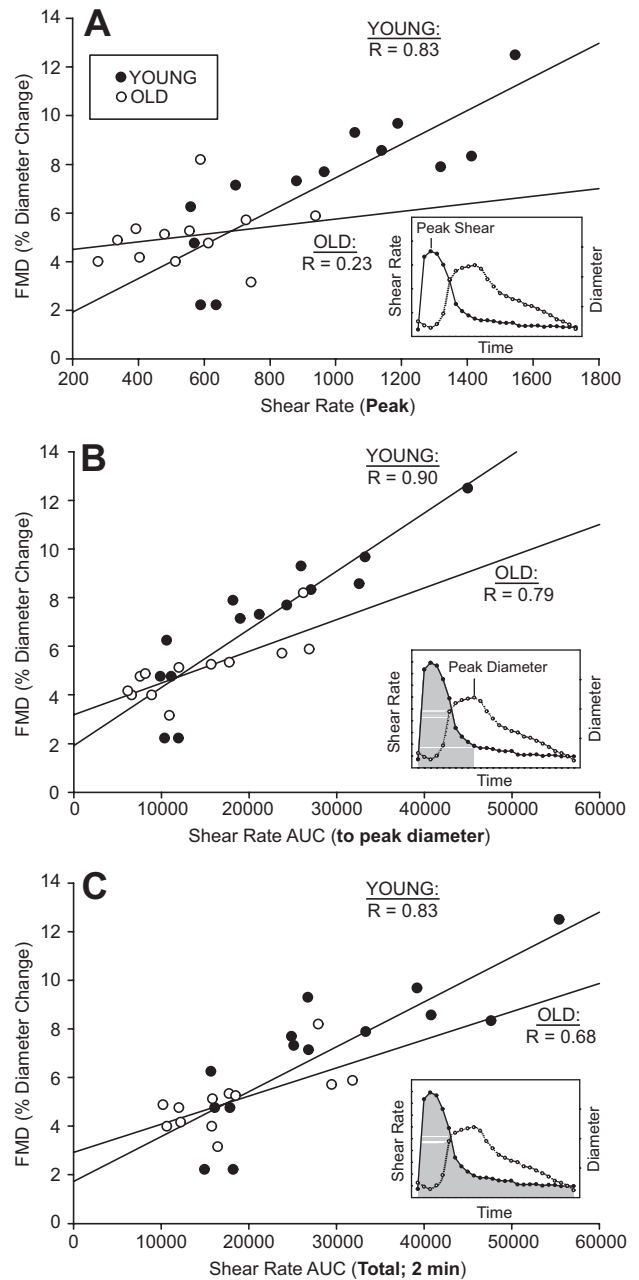 A
YOUNG:
R = 0.83
YOUNG
OLD
OLD:
R = 0.23
Peak Shear
Shear Rate
Diameter
Time
FMD (% Diameter Change)
14
12
10
8
6
4
2
0
200 400 600 800 1000 1200 1400 1600 1800
Shear Rate (Peak)
B
YOUNG:
R = 0.90
OLD:
R = 0.79
Peak Diameter
Shear Rate
Diameter
Time
FMD (% Diameter Change)
14
12
10
8
6
4
2
0
0 10000 20000 30000 40000 50000 60000
Shear Rate AUC (to peak diameter)
C
YOUNG:
R = 0.83
OLD:
R = 0.68
Shear Rate
Diameter
Time
FMD (% Diameter Change)
14
12
10
8
6
4
2
0
0 10000 20000 30000 40000 50000 60000
Shear Rate AUC (Total; 2 min)